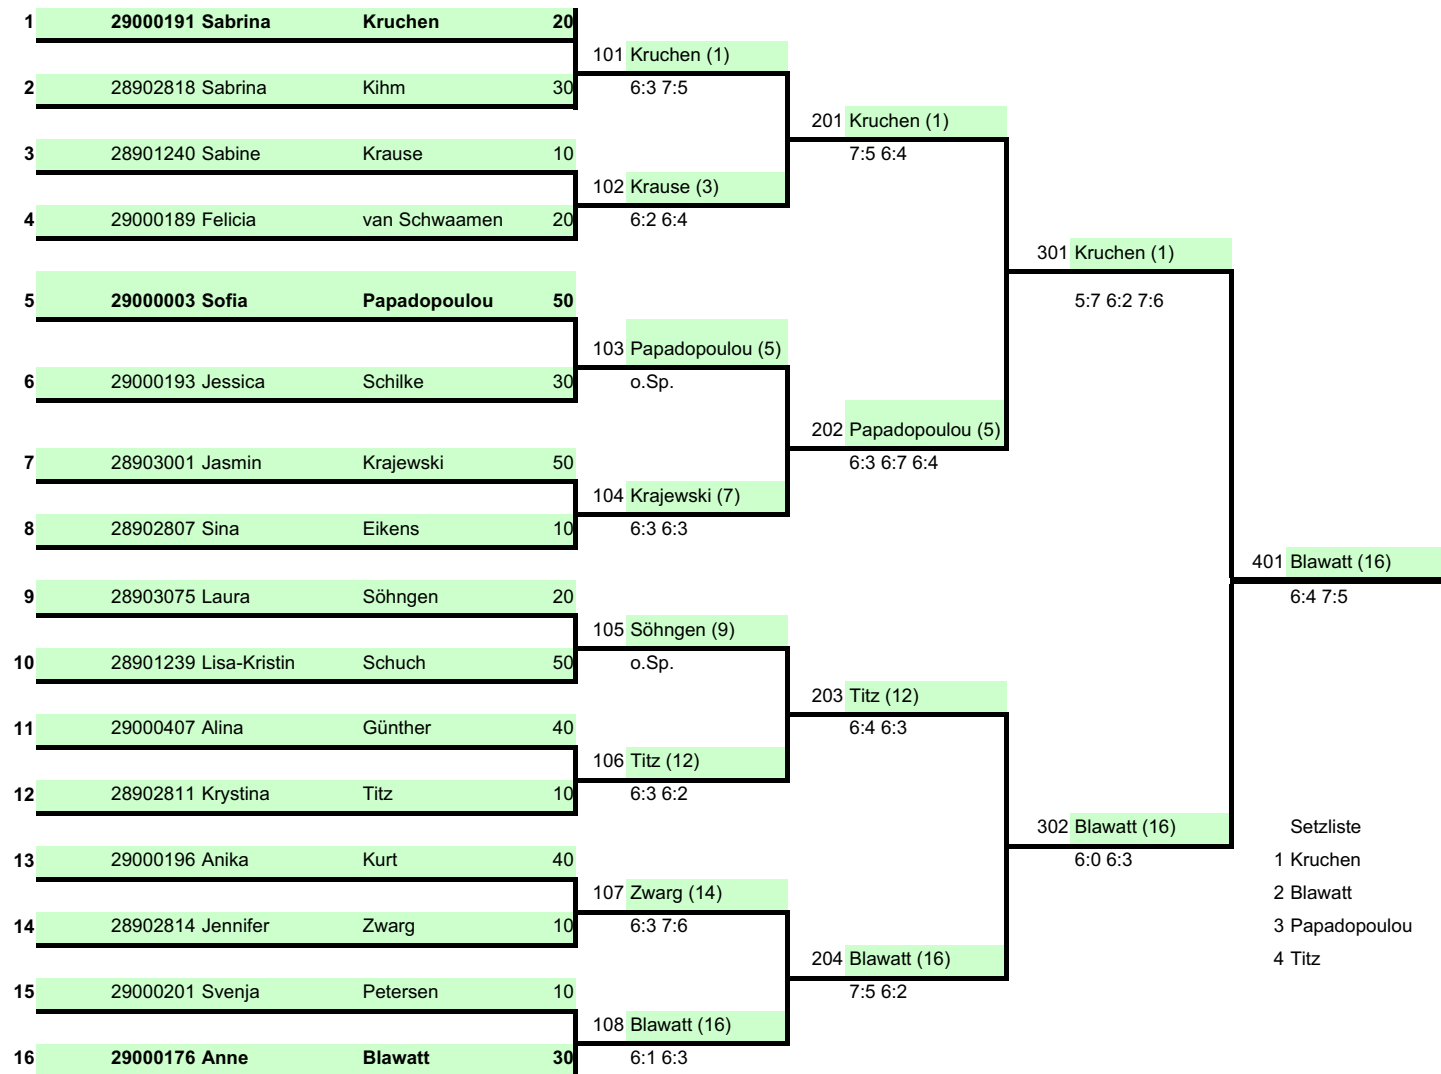 1 29000191 Sabrina Kruchen 20
101 Kruchen (1)
2 28902818 Sabrina Kihm 30 6:3 7:5
201 Kruchen (1)
3 28901240 Sabine Krause 10 7:5 6:4
102 Krause (3)
4 29000189 Felicia van Schwaamen 20 6:2 6:4
301 Kruchen (1)
5 29000003 Sofia Papadopoulou 50 5:7 6:2 7:6
103 Papadopoulou (5)
6 29000193 Jessica Schilke 30 o.Sp.
202 Papadopoulou (5)
7 28903001 Jasmin Krajewski 50 6:3 6:7 6:4
104 Krajewski (7)
8 28902807 Sina Eikens 10 6:3 6:3
401 Blawatt (16)
9 28903075 Laura Söhngen 20 6:4 7:5
105 Söhngen (9)
10 28901239 Lisa-Kristin Schuch 50 o.Sp.
203 Titz (12)
11 29000407 Alina Günther 40 6:4 6:3
106 Titz (12)
12 28902811 Krystina Titz 10 6:3 6:2
302 Blawatt (16) Setzliste
13 29000196 Anika Kurt 40 6:0 6:3 1 Kruchen
107 Zwarg (14) 2 Blawatt
14 28902814 Jennifer Zwarg 10 6:3 7:6 3 Papadopoulou
204 Blawatt (16) 4 Titz
15 29000201 Svenja Petersen 10 7:5 6:2
108 Blawatt (16)
16 29000176 Anne Blawatt 30 6:1 6:3